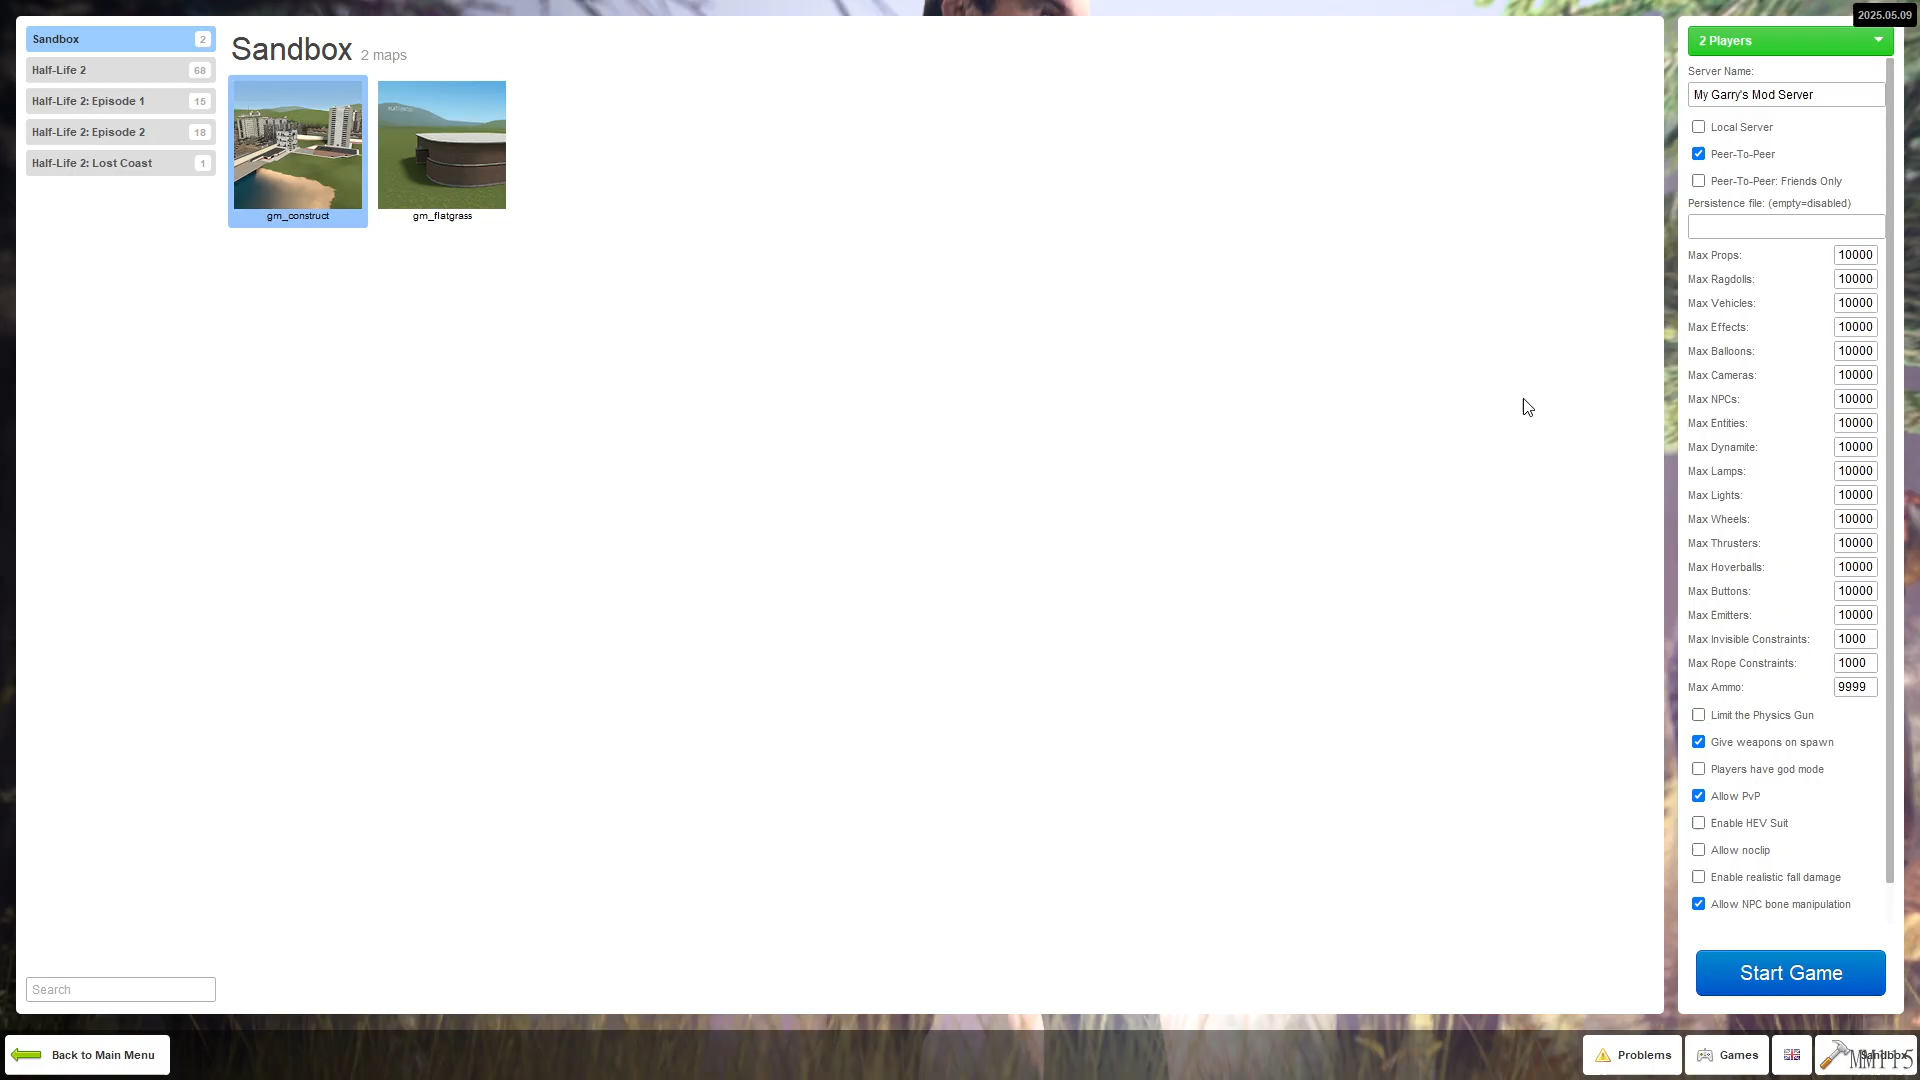 2025.05.09
Sandbox 2
Half-Life 2 68
Half-Life 2: Episode 1 15
Half-Life 2: Episode 2 18
Half-Life 2: Lost Coast 1
Search
Sandbox 2 maps
gm_construct
gm_flatgrass
2 Players
Server Name:
My Garry's Mod Server
Local Server
Peer-To-Peer
Peer-To-Peer: Friends Only
Persistence file: (empty=disabled)
Max Props: 10000
Max Ragdolls: 10000
Max Vehicles: 10000
Max Effects: 10000
Max Balloons: 10000
Max Cameras: 10000
Max NPCs: 10000
Max Entities: 10000
Max Dynamite: 10000
Max Lamps: 10000
Max Lights: 10000
Max Wheels: 10000
Max Thrusters: 10000
Max Hoverballs: 10000
Max Buttons: 10000
Max Emitters: 10000
Max Invisible Constraints: 1000
Max Rope Constraints: 1000
Max Ammo: 9999
Limit the Physics Gun
Give weapons on spawn
Players have god mode
Allow PvP
Enable HEV Suit
Allow noclip
Enable realistic fall damage
Allow NPC bone manipulation
Start Game
Back to Main Menu
Problems
Games
Sandbox
MM115